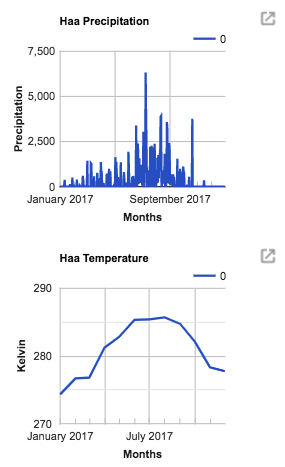 Haa Precipitation
0
7,500
5,000
2,500
0
Precipitation
January 2017 September 2017
Months
Haa Temperature
0
290
280
270
Kelvin
January 2017 July 2017
Months